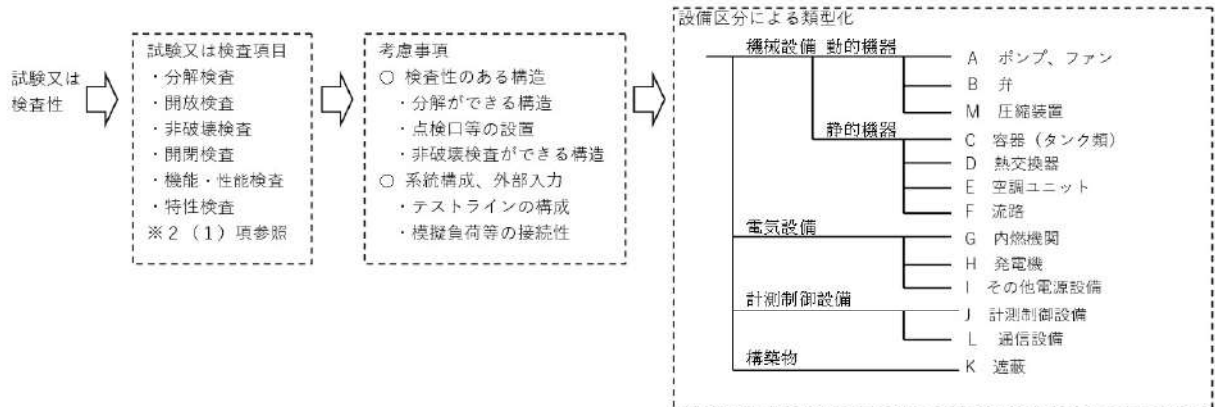 試験又は
検査性
試験又は検査項目
・分解検査
・開放検査
・非破壊検査
・開閉検査
・機能・性能検査
・特性検査
※2（1）項参照
考慮事項
○ 検査性のある構造
・分解ができる構造
・点検口等の設置
・非破壊検査ができる構造
○ 系統構成、外部入力
・テストラインの構成
・模擬負荷等の接続性
設備区分による類型化
機械設備 動的機器
A ポンプ、ファン
B 弁
M 圧縮装置
静的機器
C 容器（タンク類）
D 熱交換器
E 空調ユニット
F 流路
電気設備
G 内燃機関
H 発電機
I その他電源設備
計測制御設備
J 計測制御設備
L 通信設備
構築物
K 遮蔽